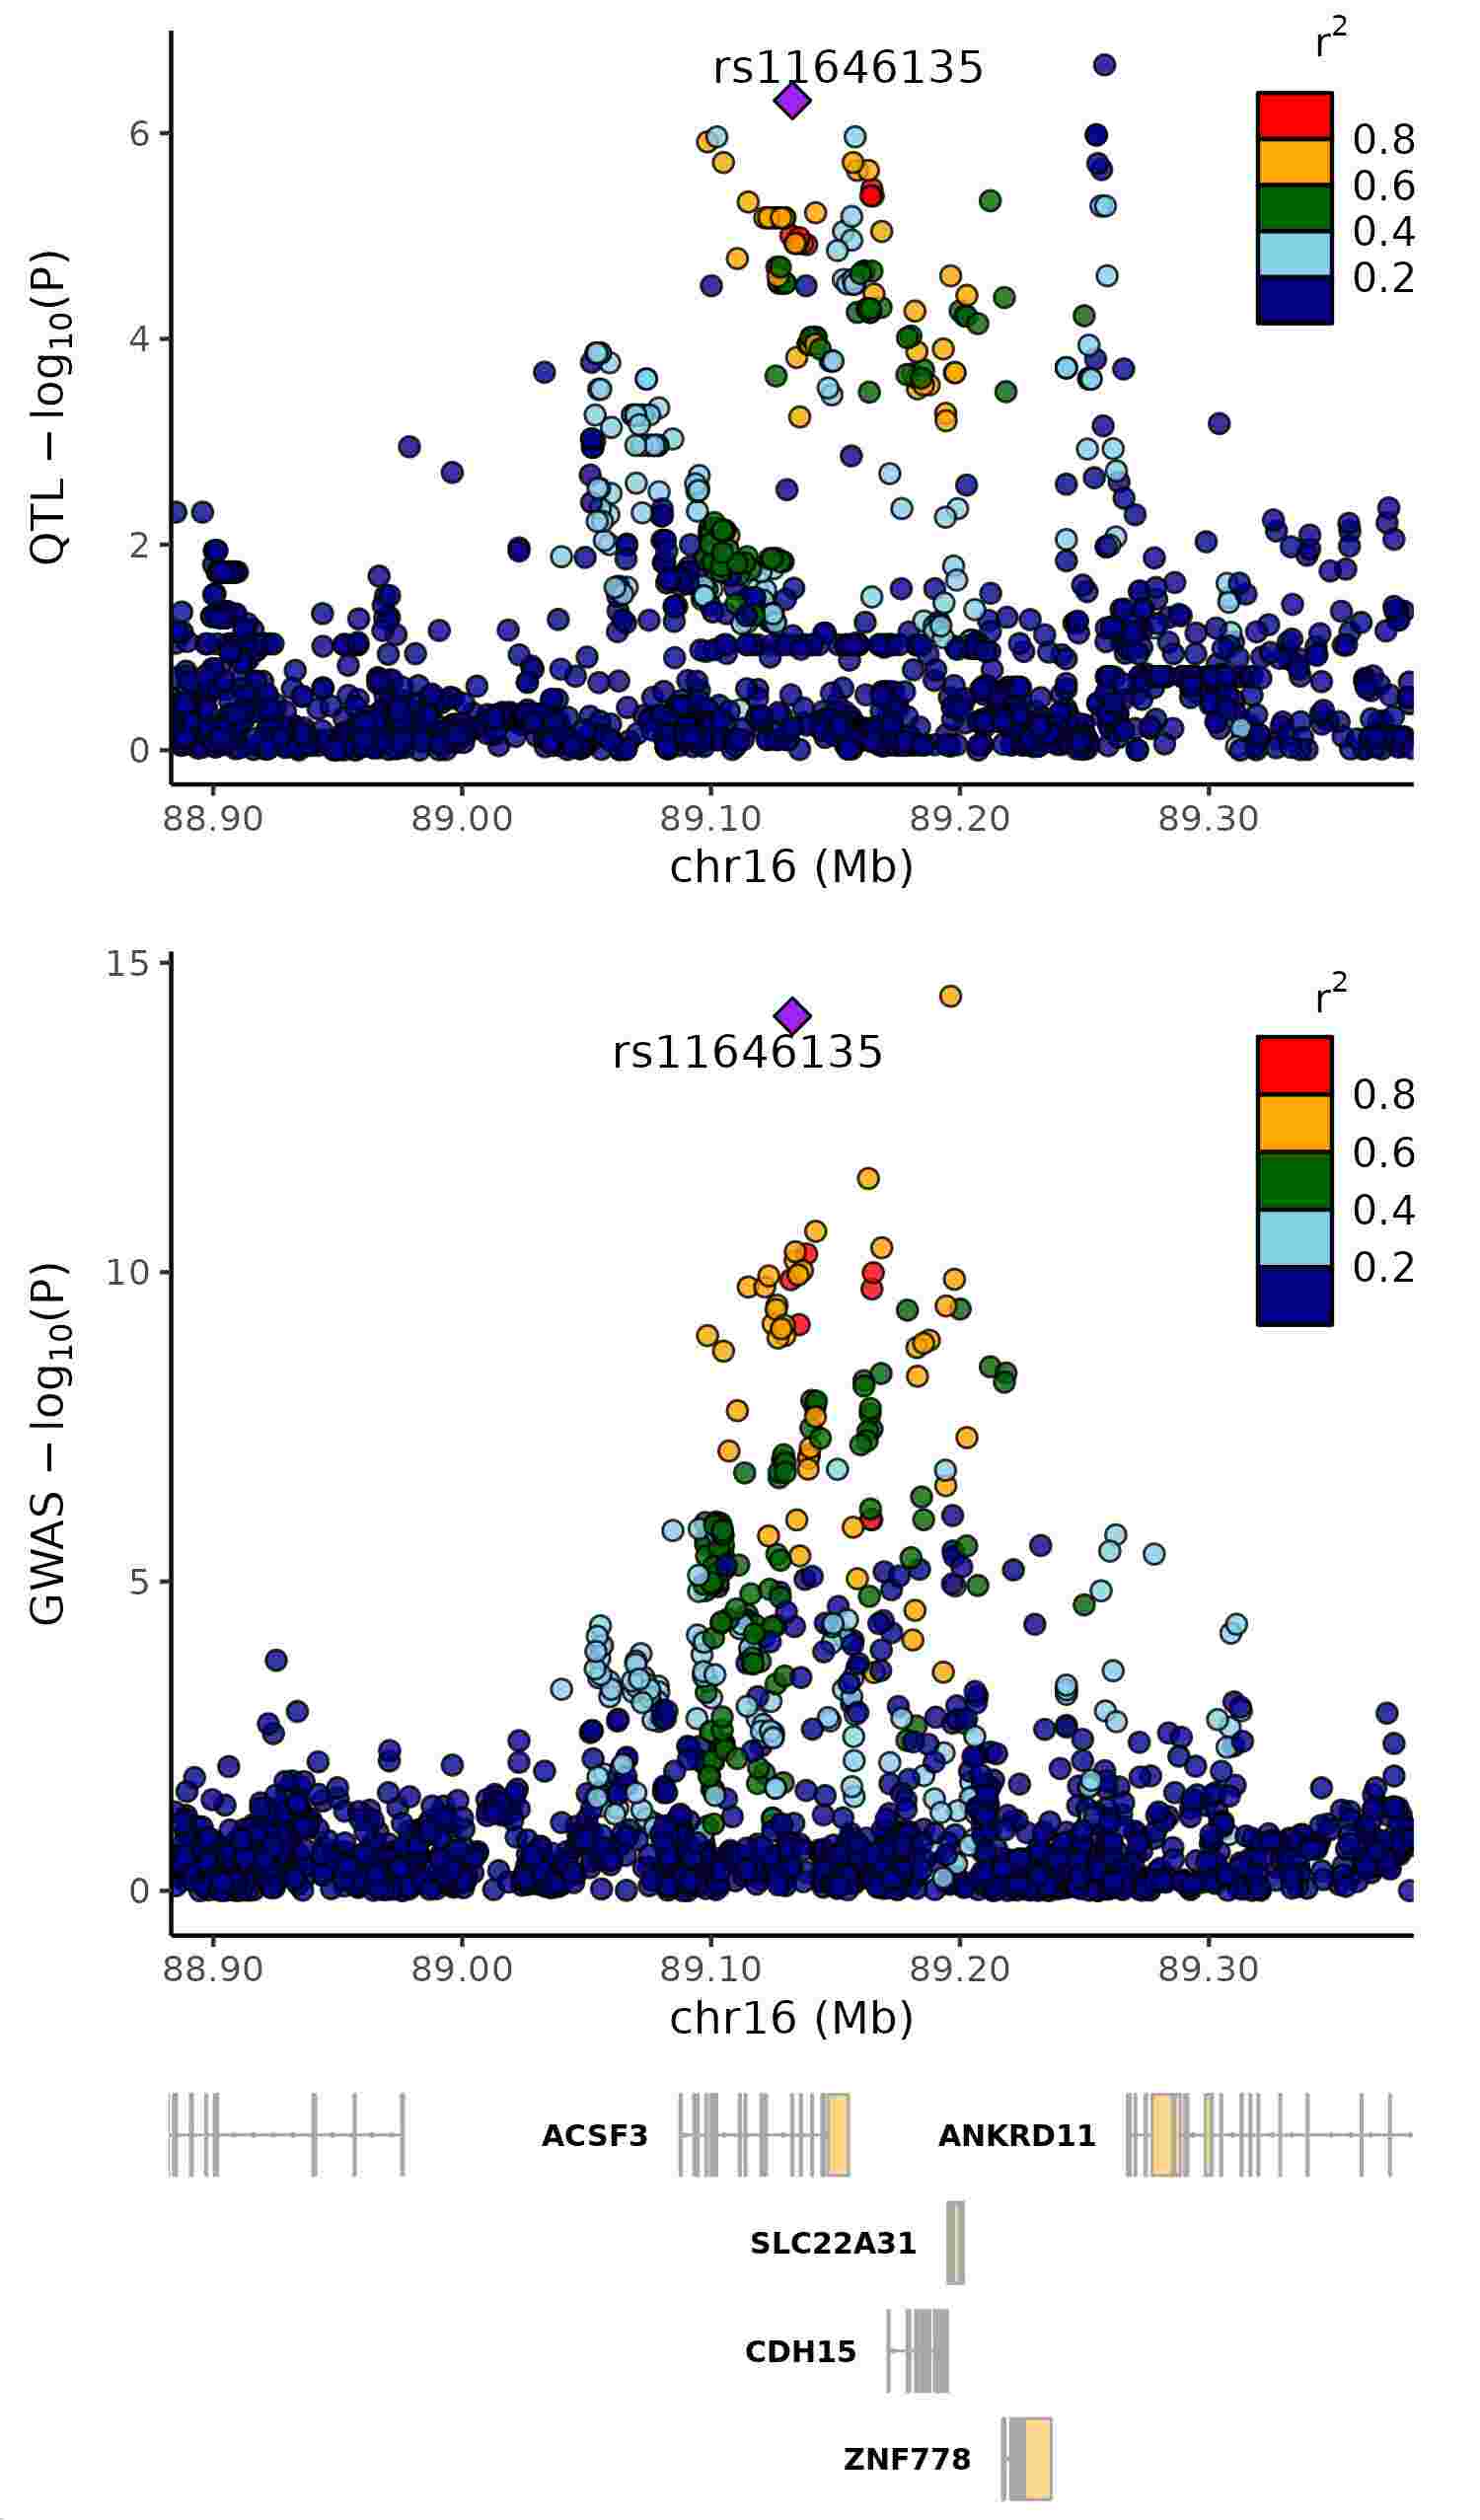 r²
rs11646135
0.8
0.6
0.4
0.2
6
4
2
0
QTL −log₁₀(P)
88.90 89.00 89.10 89.20 89.30
chr16 (Mb)
15
10
5
0
r²
rs11646135
0.8
0.6
0.4
0.2
GWAS −log₁₀(P)
88.90 89.00 89.10 89.20 89.30
chr16 (Mb)
ACSF3 ANKRD11
SLC22A31
CDH15
ZNF778